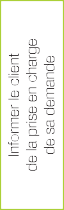 Informer le client
de la prise en charge
de sa demande